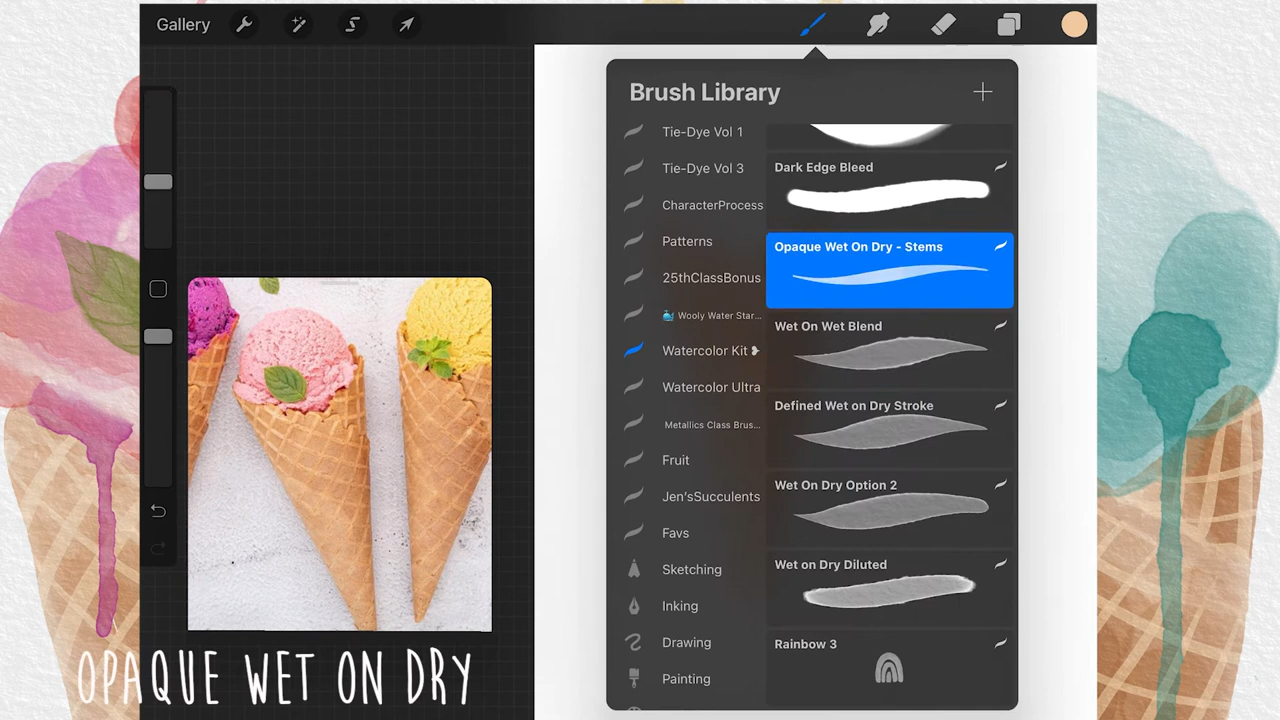 Gallery
Brush Library
Tie-Dye Vol 1
Tie-Dye Vol 3
CharacterProcess
Patterns
25thClassBonus
🐳 Wooly Water Star...
Watercolor Kit ❥
Watercolor Ultra
Metallics Class Brus...
Fruit
Jen'sSucculents
Favs
Sketching
Inking
Drawing
Painting
Dark Edge Bleed
Opaque Wet On Dry - Stems
Wet On Wet Blend
Defined Wet on Dry Stroke
Wet On Dry Option 2
Wet on Dry Diluted
Rainbow 3
OPAQUE WET ON DRY